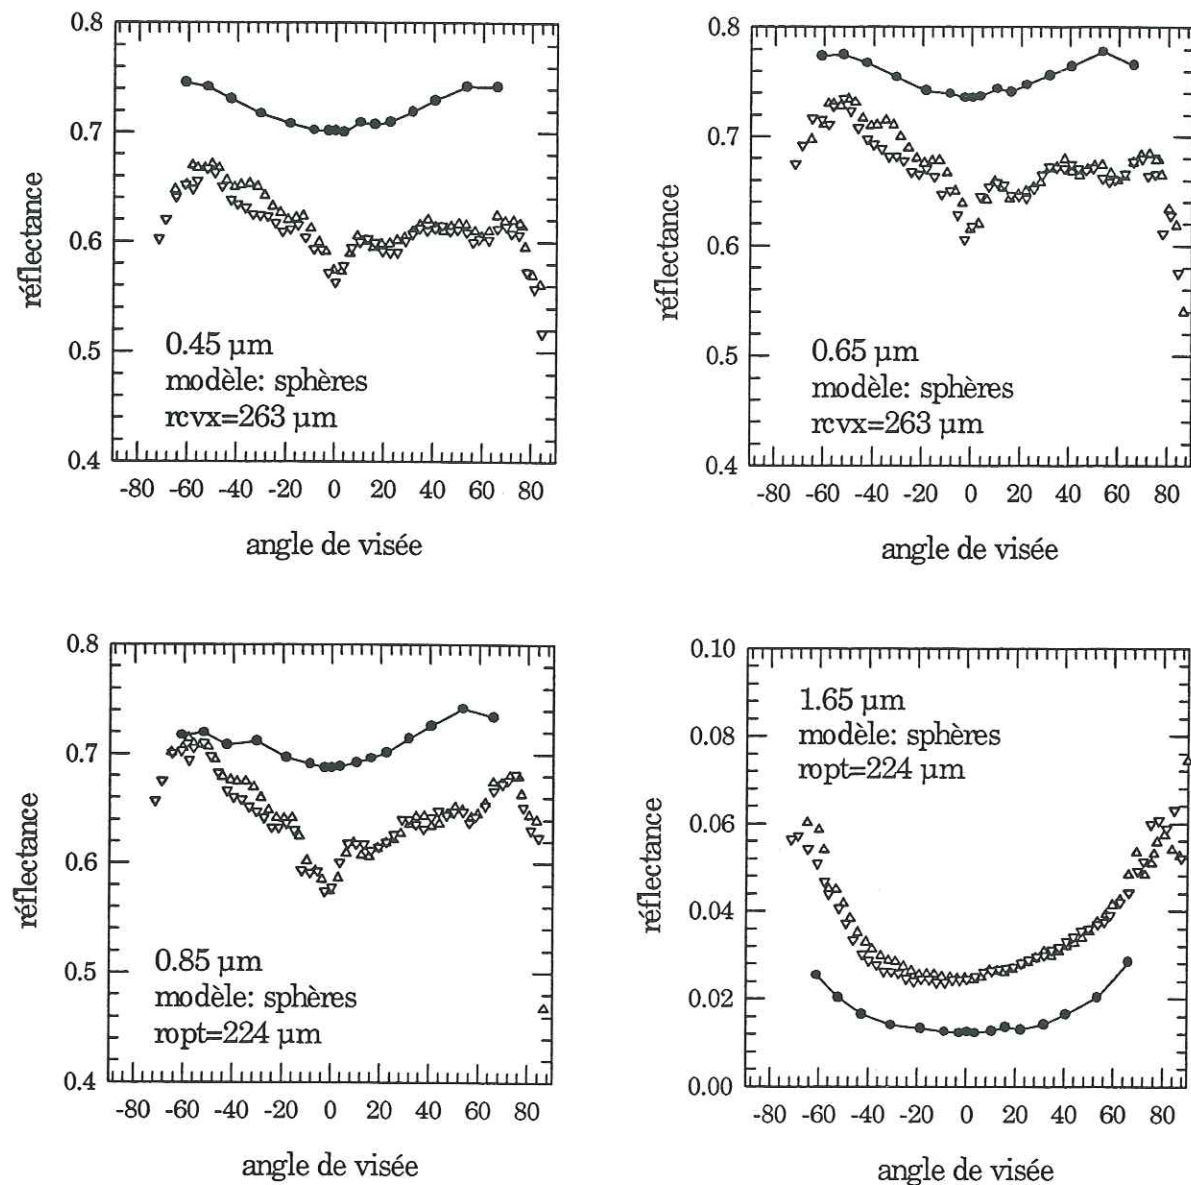 0.8
0.7
0.6
0.5
0.4
réflectance
0.45 µm
modèle: sphères
rcvx=263 µm
-80 -60 -40 -20 0 20 40 60 80
angle de visée
0.8
0.7
0.6
0.5
0.4
réflectance
0.65 µm
modèle: sphères
rcvx=263 µm
-80 -60 -40 -20 0 20 40 60 80
angle de visée
0.8
0.7
0.6
0.5
0.4
réflectance
0.85 µm
modèle: sphères
ropt=224 µm
-80 -60 -40 -20 0 20 40 60 80
angle de visée
0.10
0.08
0.06
0.04
0.02
0.00
réflectance
1.65 µm
modèle: sphères
ropt=224 µm
-80 -60 -40 -20 0 20 40 60 80
angle de visée